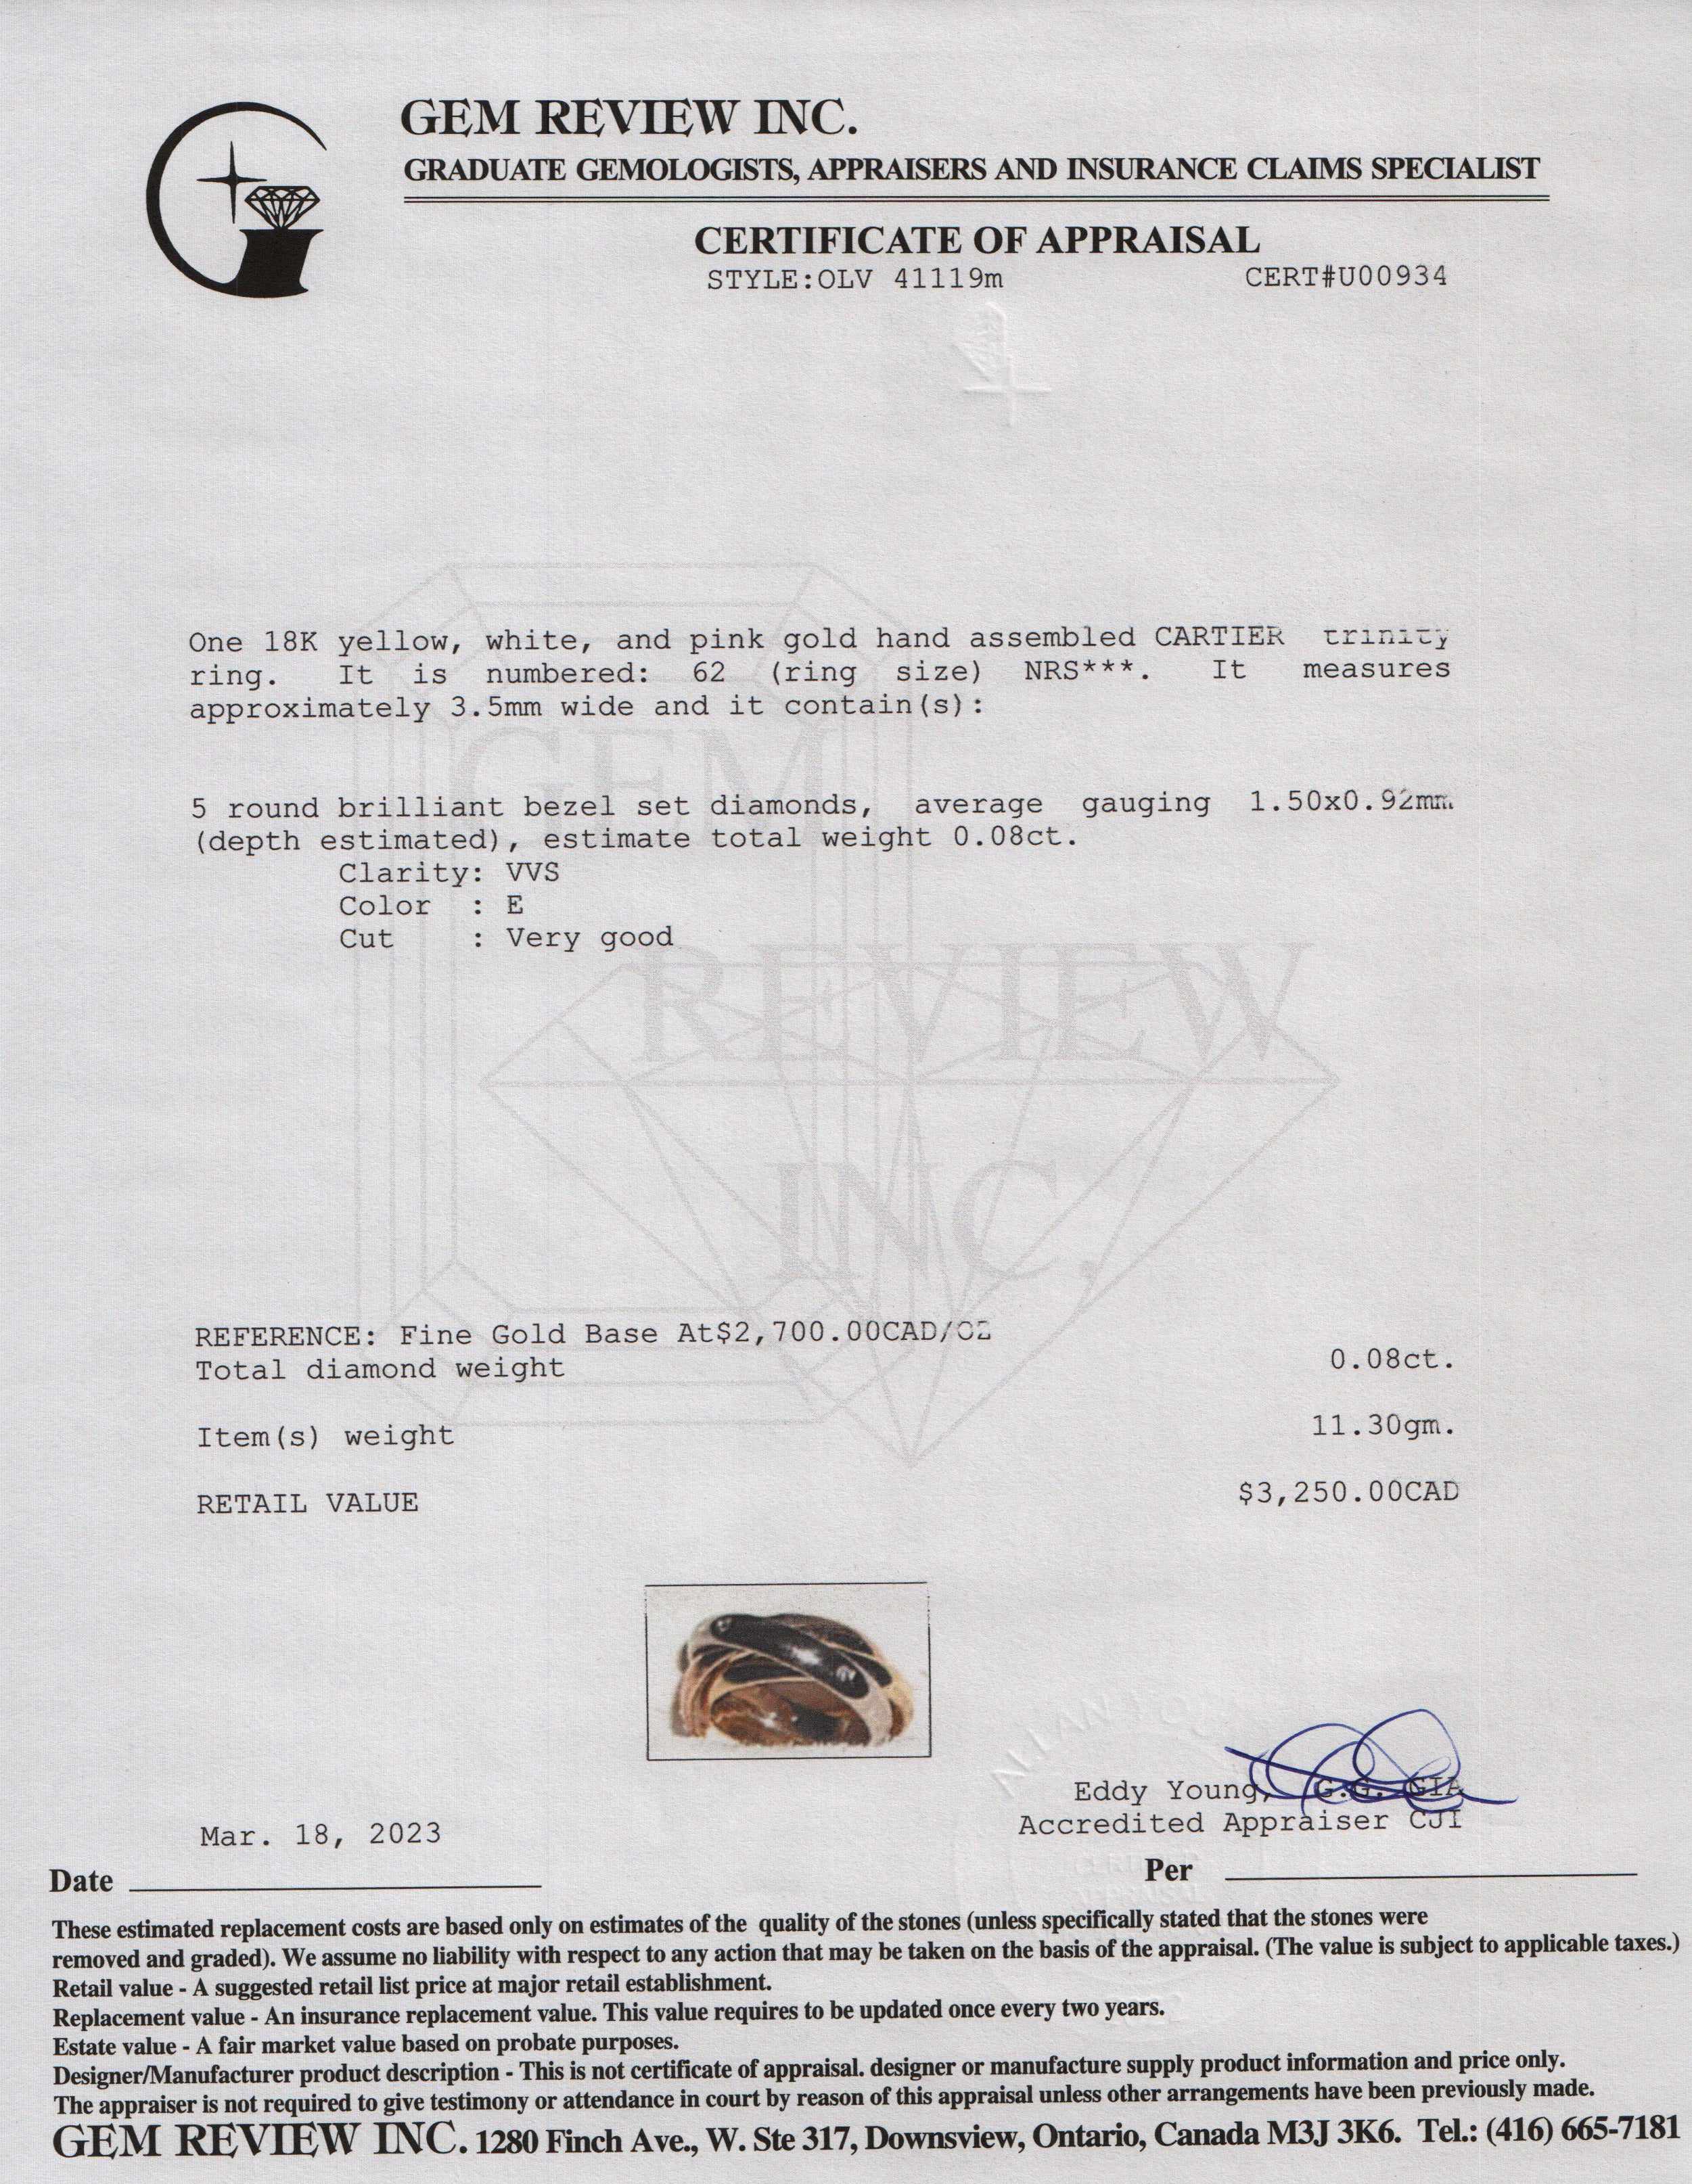 GEM REVIEW INC.
GRADUATE GEMOLOGISTS, APPRAISERS AND INSURANCE CLAIMS SPECIALIST
CERTIFICATE OF APPRAISAL
STYLE:OLV 41119m CERT#U00934
One 18K yellow, white, and pink gold hand assembled CARTIER trinity
ring. It is numbered: 62 (ring size) NRS***. It measures
approximately 3.5mm wide and it contain(s):
5 round brilliant bezel set diamonds, average gauging 1.50x0.92mm
(depth estimated), estimate total weight 0.08ct.
Clarity: VVS
Color : E
Cut : Very good
GEM
REVIEW
INC.
REFERENCE: Fine Gold Base At$2,700.00CAD/OZ
Total diamond weight 0.08ct.
Item(s) weight 11.30gm.
RETAIL VALUE $3,250.00CAD
Eddy Young, G.G. GIA
Accredited Appraiser CJI
Mar. 18, 2023
Date Per
These estimated replacement costs are based only on estimates of the quality of the stones (unless specifically stated that the stones were
removed and graded). We assume no liability with respect to any action that may be taken on the basis of the appraisal. (The value is subject to applicable taxes.)
Retail value - A suggested retail list price at major retail establishment.
Replacement value - An insurance replacement value. This value requires to be updated once every two years.
Estate value - A fair market value based on probate purposes.
Designer/Manufacturer product description - This is not certificate of appraisal. designer or manufacture supply product information and price only.
The appraiser is not required to give testimony or attendance in court by reason of this appraisal unless other arrangements have been previously made.
GEM REVIEW INC. 1280 Finch Ave., W. Ste 317, Downsview, Ontario, Canada M3J 3K6. Tel.: (416) 665-7181